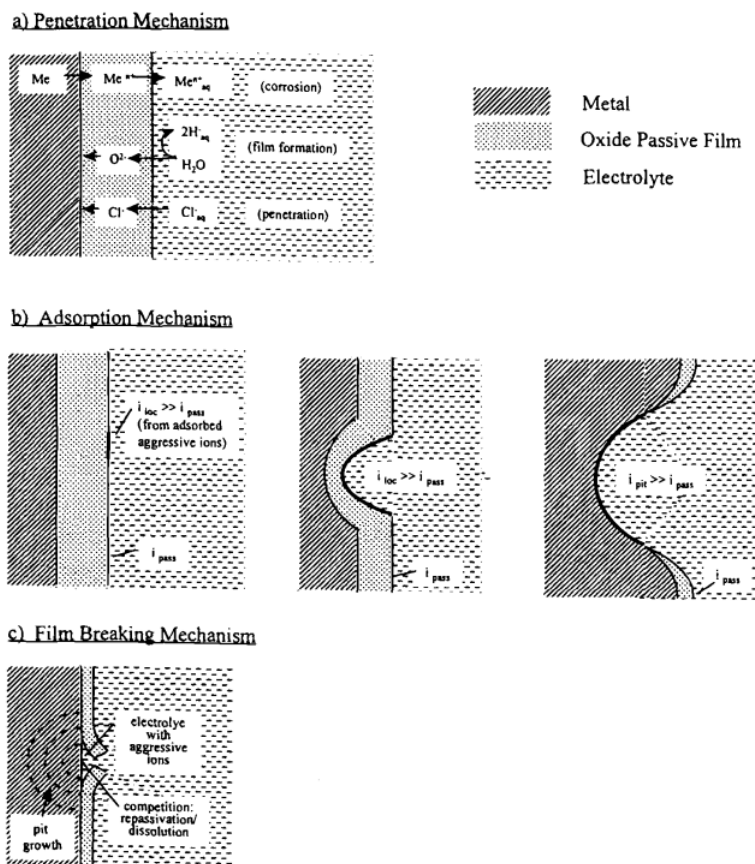 a) Penetration Mechanism
Me
Me n+
Me n+ aq
(corrosion)
2H+ aq
(film formation)
O2-
H2O
Cl-
Cl- aq
(penetration)
Metal
Oxide Passive Film
Electrolyte
b) Adsorption Mechanism
i loc >> i pass
(from adsorbed
aggressive ions)
i pass
i loc >> i pass
i pass
i pit >> i pass
i pass
c) Film Breaking Mechanism
electrolye
with
aggressive
ions
competition:
repassivation/
dissolution
pit
growth